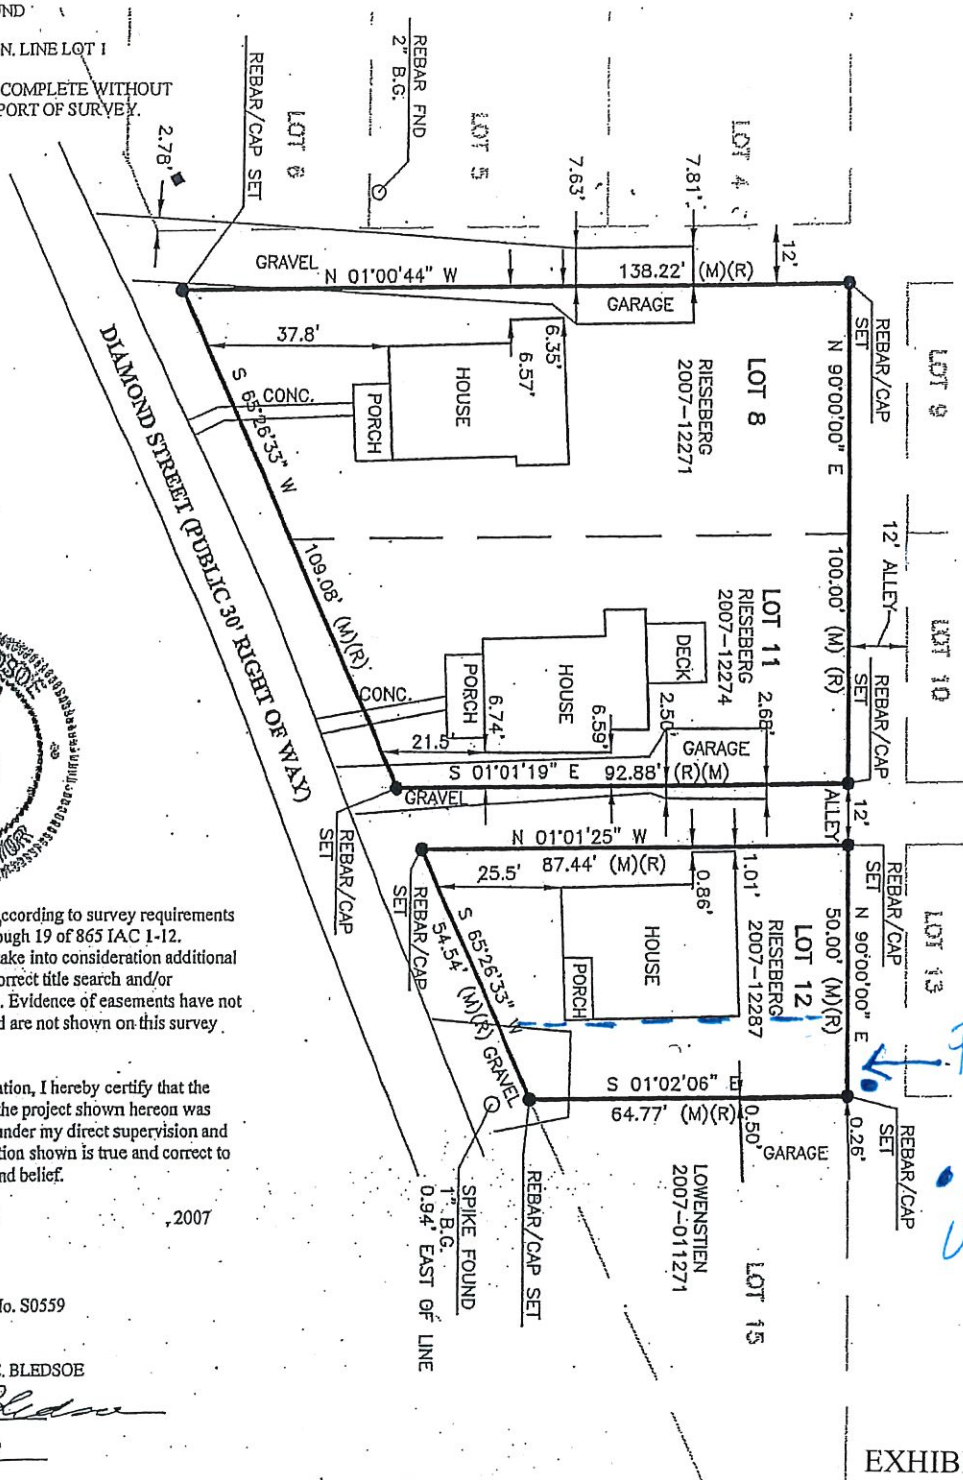 UND
N. LINE LOT 1
COMPLETE WITHOUT
PORT OF SURVEY.
2.78'
REBAR/CAP SET
LOT 6
REBAR FND
2" B.G.
LOT 5
7.63'
7.81'
LOT 4
12'
GRAVEL
N 01°00'44" W
138.22' (M)(R)
GARAGE
REBAR/CAP
SET
LOT 9
37.8'
6.35'
6.57'
HOUSE
PORCH
CONC.
LOT 8
RIESEBERG
2007-12271
N 90°00'00" E
100.00' (M) (R)
12' ALLEY
LOT 10
S 65°26'33" W
109.08' (M)(R)
DIAMOND STREET (PUBLIC 30' RIGHT OF WAY)
LOT 11
RIESEBERG
2007-12274
DECK
HOUSE
PORCH
CONC.
6.74'
6.59'
2.50'
2.68'
GARAGE
21.5'
S 01°01'19" E
92.88' (R)(M)
GRAVEL
REBAR/CAP
SET
REBAR/CAP
SET
12'
ALLEY
N 01°01'25" W
87.44' (M)(R)
25.5'
0.86'
1.01'
REBAR/CAP
SET
REBAR/CAP
SET
LOT 13
HOUSE
PORCH
LOT 12
RIESEBERG
2007-12287
N 90°00'00" E
50.00' (M)(R)
S 65°26'33" W
54.54' (M)(R)
GRAVEL
S 01°02'06" E
64.77' (M)(R)
0.50'
GARAGE
0.26'
REBAR/CAP
SET
LOWENSTIEN
2007-011271
LOT 15
REBAR/CAP SET
SPIKE FOUND
1" B.G.
0.94' EAST OF LINE
according to survey requirements
ough 19 of 865 IAC 1-12.
ake into consideration additional
orrect title search and/or
. Evidence of easements have not
d are not shown on this survey
ation, I hereby certify that the
the project shown hereon was
under my direct supervision and
tion shown is true and correct to
nd belief.
, 2007
No. S0559
E. BLEDSOE
EXHIB